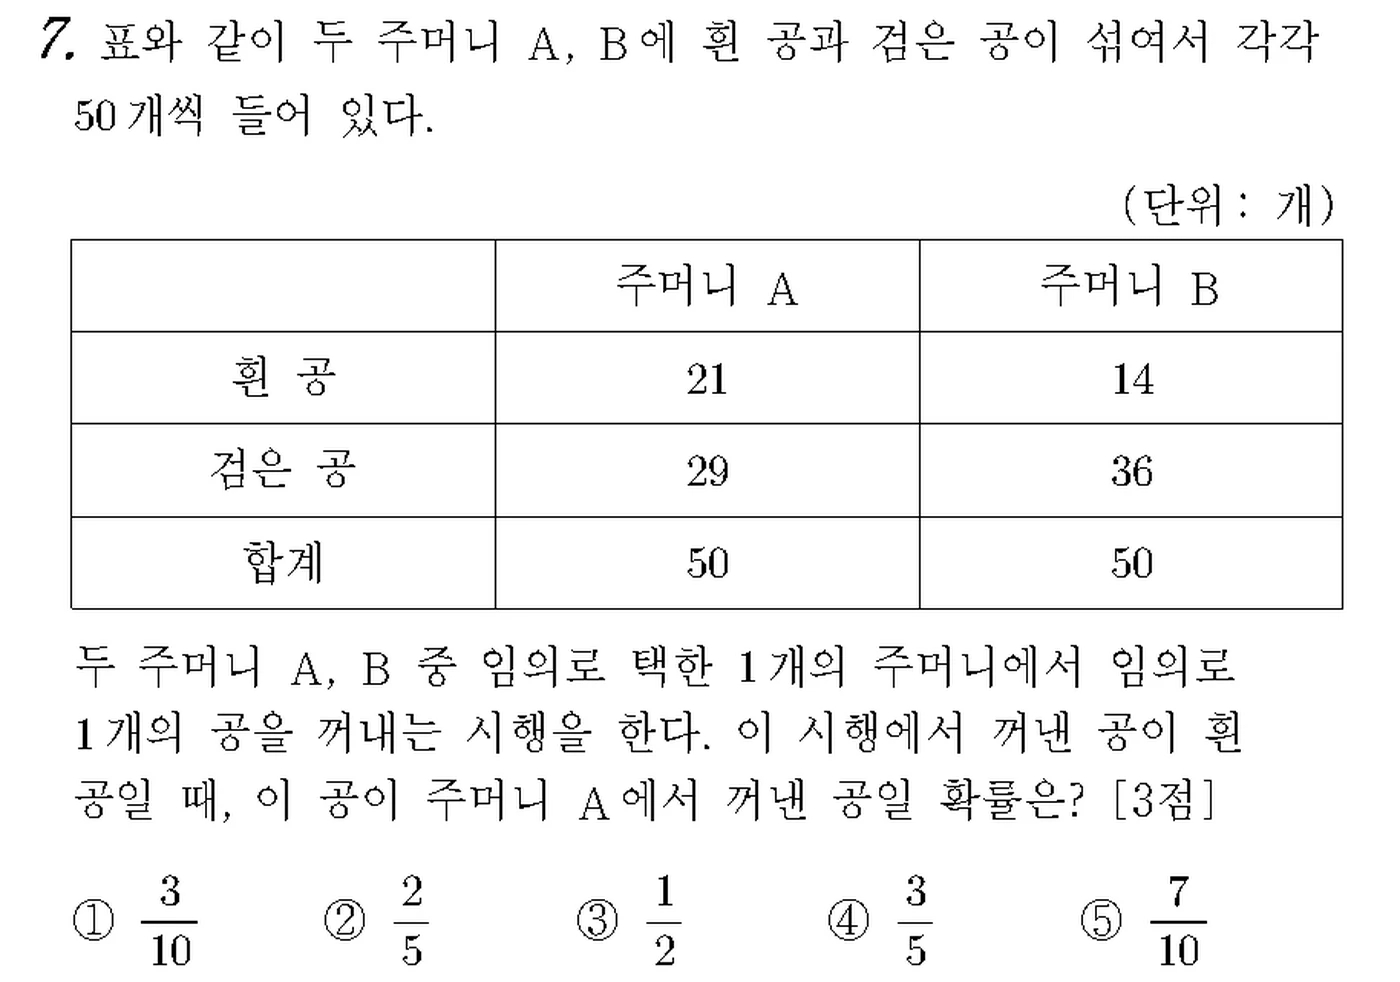 7. 표와 같이 두 주머니 A, B에 흰 공과 검은 공이 섞여서 각각
50개씩 들어 있다.
(단위: 개)
주머니 A 주머니 B
흰 공 21 14
검은 공 29 36
합계 50 50
두 주머니 A, B 중 임의로 택한 1개의 주머니에서 임의로
1개의 공을 꺼내는 시행을 한다. 이 시행에서 꺼낸 공이 흰
공일 때, 이 공이 주머니 A에서 꺼낸 공일 확률은? [3점]
① 3/10 ② 2/5 ③ 1/2 ④ 3/5 ⑤ 7/10